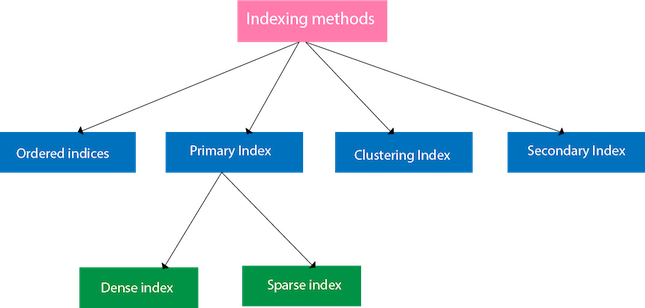 Indexing methods
Ordered indices
Primary Index
Clustering Index
Secondary Index
Dense index
Sparse index